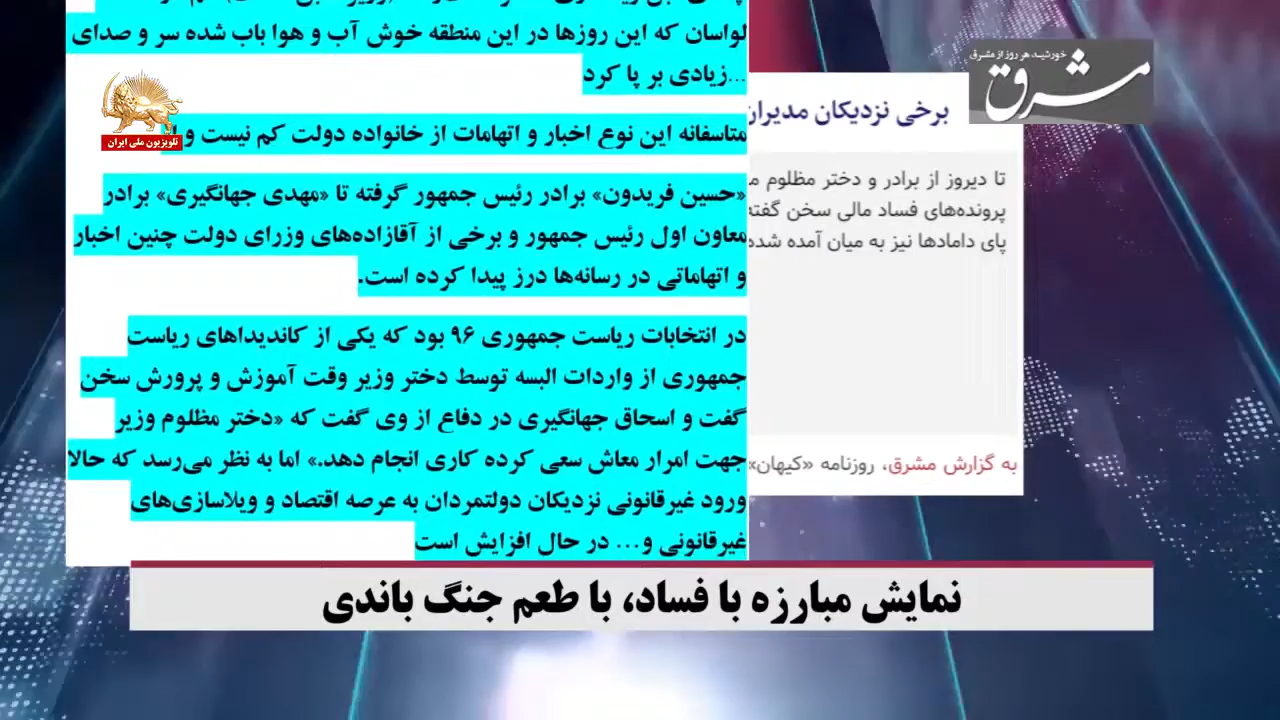 لواسان که این روزها در این منطقه خوش آب و هوا باب شده سر و صدای
زیادی بر پا کرد...
متاسفانه این نوع اخبار و اتهامات از خانواده دولت کم نیست و
«حسین فریدون» برادر رئیس جمهور گرفته تا «مهدی جهانگیری» برادر
معاون اول رئیس جمهور و برخی از آقازاده‌های وزرای دولت چنین اخبار
و اتهاماتی در رسانه‌ها درز پیدا کرده است.
در انتخابات ریاست جمهوری ۹۶ بود که یکی از کاندیداهای ریاست
جمهوری از واردات البسه توسط دختر وزیر وقت آموزش و پرورش سخن
گفت و اسحاق جهانگیری در دفاع از وی گفت که «دختر مظلوم وزیر
جهت امرار معاش سعی کرده کاری انجام دهد.» اما به نظر می‌رسد که حالا
ورود غیرقانونی نزدیکان دولتمردان به عرصه اقتصاد و ویلاسازی‌های
غیرقانونی و... در حال افزایش است
خورشید هر روز از مشرق
مشرق
برخی نزدیکان مدیران
تا دیروز از برادر و دختر مظلوم
پرونده‌های فساد مالی سخن گفته
پای دامادها نیز به میان آمده شده
به گزارش مشرق، روزنامه «کیهان»
تلویزیون ملی ایران
نمایش مبارزه با فساد، با طعم جنگ باندی